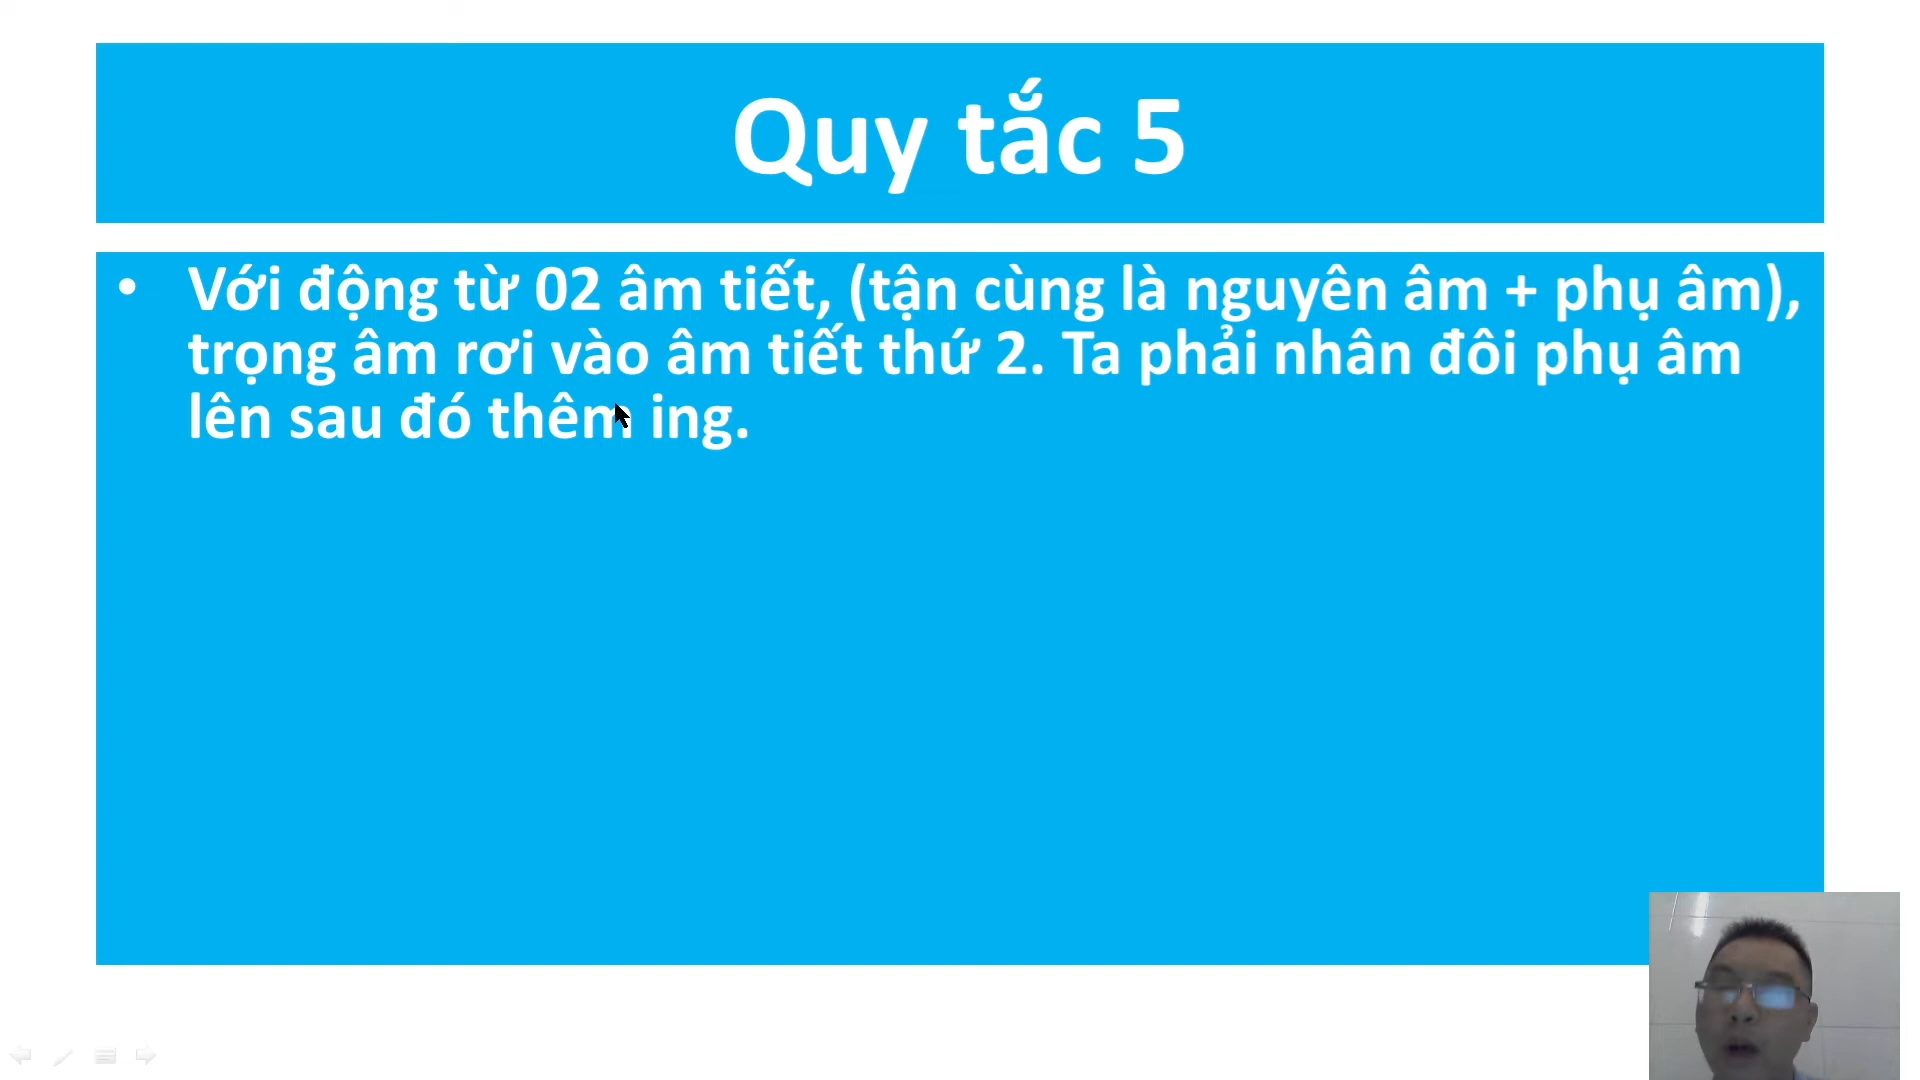 Quy tắc 5
• Với động từ 02 âm tiết, (tận cùng là nguyên âm + phụ âm),
trọng âm rơi vào âm tiết thứ 2. Ta phải nhân đôi phụ âm
lên sau đó thêm ing.